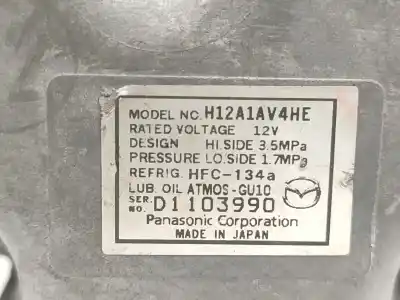 MODEL NO. H12A1AV4HE
RATED VOLTAGE 12V
DESIGN HI.SIDE 3.5MPa
PRESSURE LO.SIDE 1.7MPa
REFRIG. HFC-134a
LUB. OIL ATMOS-GU10
SER. NO. D1103990
Panasonic Corporation
MADE IN JAPAN